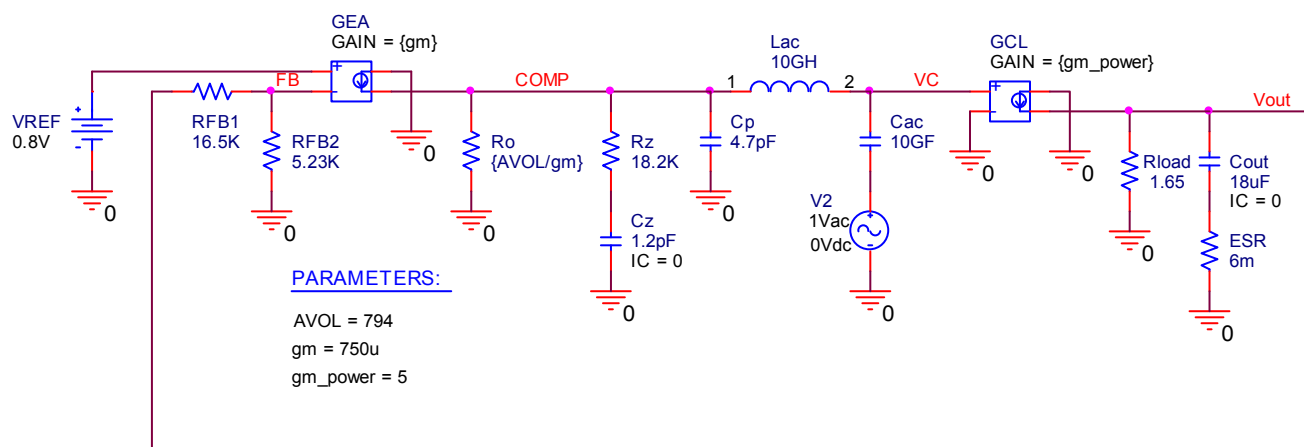 GEA
GAIN = {gm}
Lac
10GH
GCL
GAIN = {gm_power}
FB
COMP
1
2
VC
Vout
+
-
+
-
+
-
VREF
0.8V
RFB1
16.5K
RFB2
5.23K
0
Ro
{AVOL/gm}
Rz
18.2K
Cp
4.7pF
Cac
10GF
0
0
Rload
1.65
Cout
18uF
IC = 0
0
0
0
0
Cz
1.2pF
IC = 0
V2
1Vac
0Vdc
+
-
0
ESR
6m
PARAMETERS:
0
0
0
AVOL = 794
gm = 750u
gm_power = 5